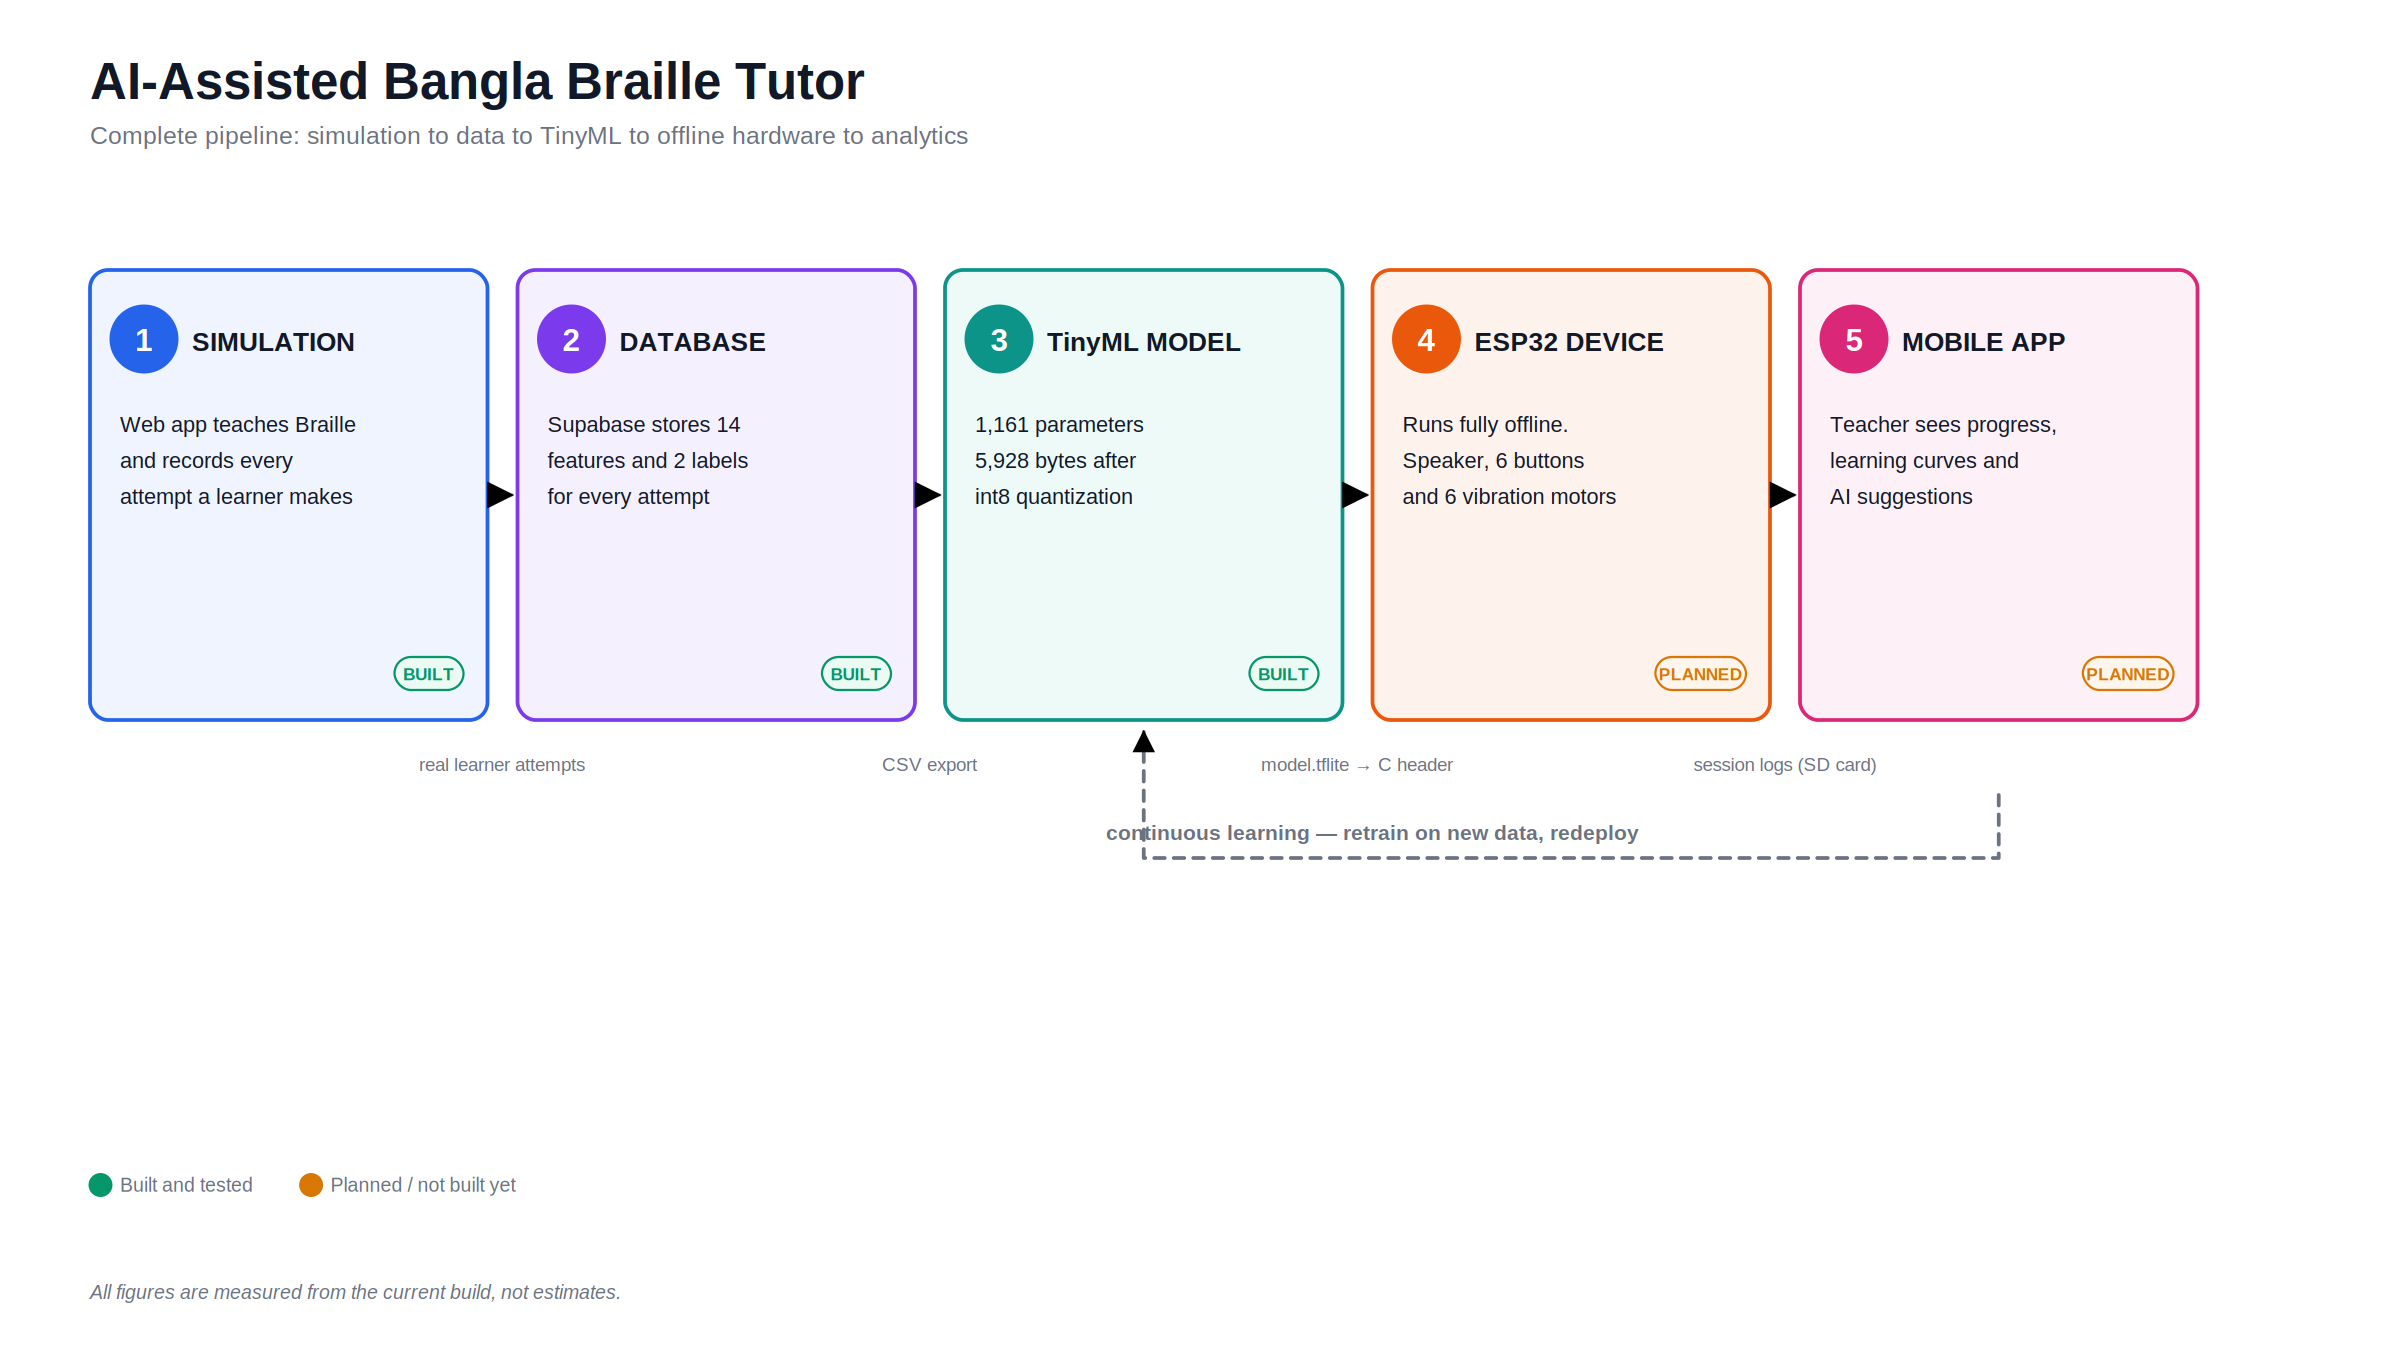 AI-Assisted Bangla Braille Tutor
Complete pipeline: simulation to data to TinyML to offline hardware to analytics
1 SIMULATION
Web app teaches Braille
and records every
attempt a learner makes
BUILT
2 DATABASE
Supabase stores 14
features and 2 labels
for every attempt
BUILT
3 TinyML MODEL
1,161 parameters
5,928 bytes after
int8 quantization
BUILT
4 ESP32 DEVICE
Runs fully offline.
Speaker, 6 buttons
and 6 vibration motors
PLANNED
5 MOBILE APP
Teacher sees progress,
learning curves and
AI suggestions
PLANNED
real learner attempts
CSV export
model.tflite → C header
session logs (SD card)
continuous learning — retrain on new data, redeploy
Built and tested
Planned / not built yet
All figures are measured from the current build, not estimates.